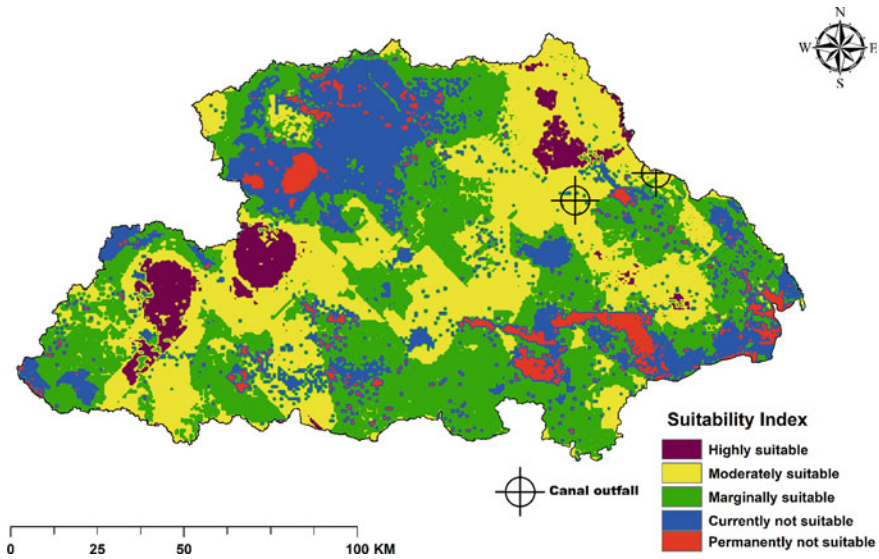 N
W E
S
Suitability Index
Highly suitable
Moderately suitable
Marginally suitable
Currently not suitable
Permanently not suitable
Canal outfall
0 25 50 100 KM